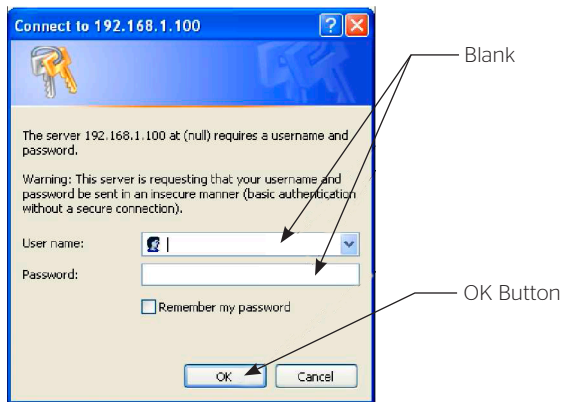 Connect to 192.168.1.100
The server 192.168.1.100 at (null) requires a username and
password.
Warning: This server is requesting that your username and
password be sent in an insecure manner (basic authentication
without a secure connection).
User name:
Password:
Remember my password
OK
Cancel
Blank
OK Button